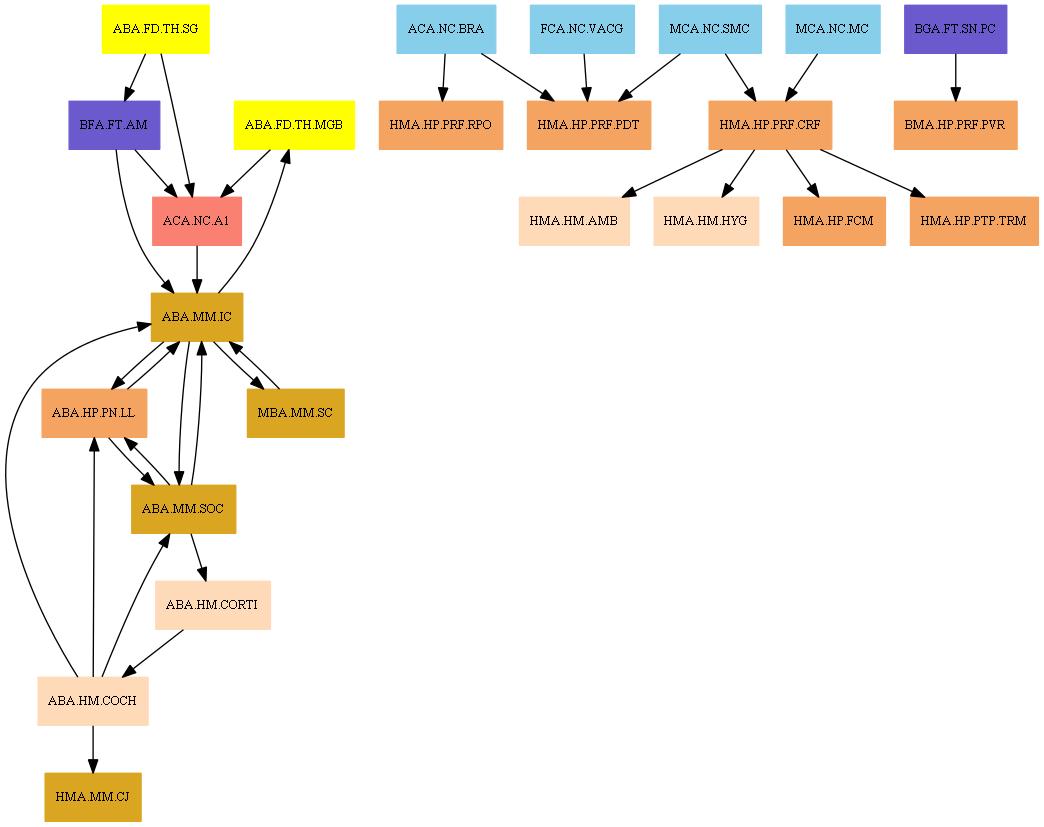 ABA.FD.TH.SG
ACA.NC.BRA
FCA.NC.VACG
MCA.NC.SMC
MCA.NC.MC
BGA.FT.SN.PC
BFA.FT.AM
ABA.FD.TH.MGB
HMA.HP.PRF.RPO
HMA.HP.PRF.PDT
HMA.HP.PRF.CRF
BMA.HP.PRF.PVR
ACA.NC.A1
HMA.HM.AMB
HMA.HM.HYG
HMA.HP.FCM
HMA.HP.PTP.TRM
ABA.MM.IC
ABA.HP.PN.LL
MBA.MM.SC
ABA.MM.SOC
ABA.HM.CORTI
ABA.HM.COCH
HMA.MM.CJ